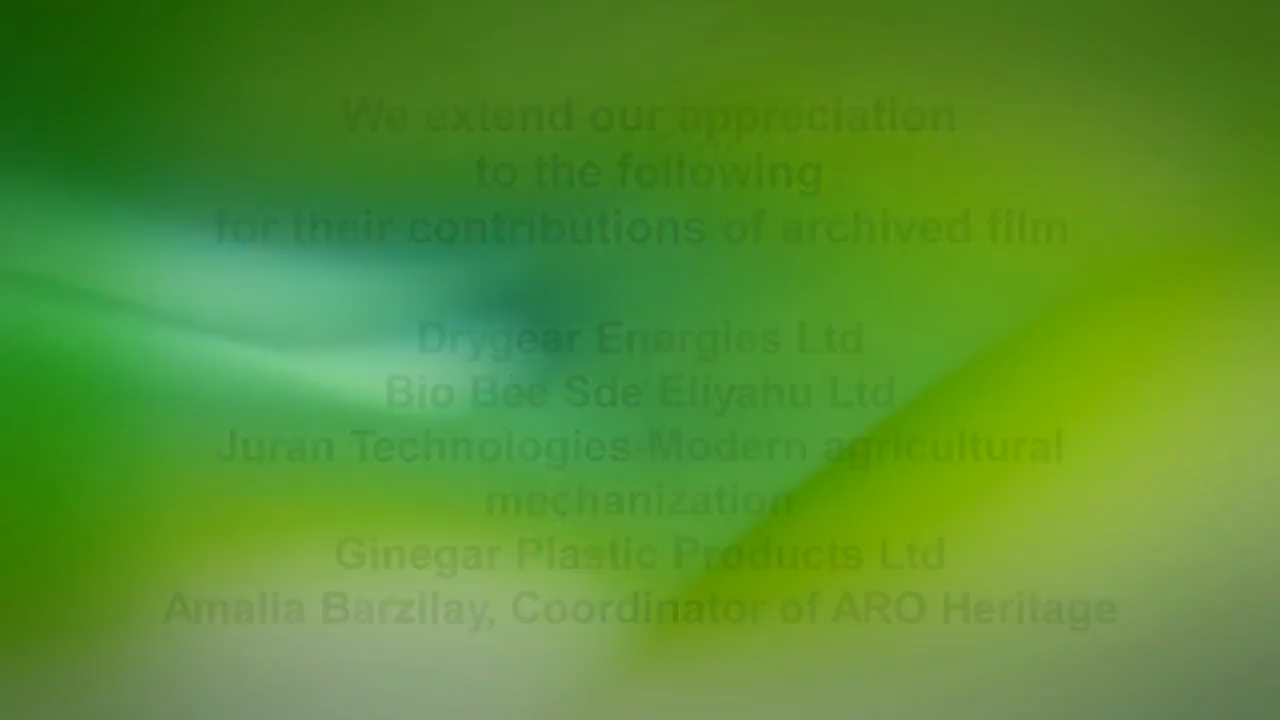 We extend our appreciation
to the following
for their contributions of archived film
Drygear Energies Ltd
Bio Bee Sde Eliyahu Ltd
Juran Technologies-Modern agricultural
mechanization
Ginegar Plastic Products Ltd
Amalia Barzilay, Coordinator of ARO Heritage